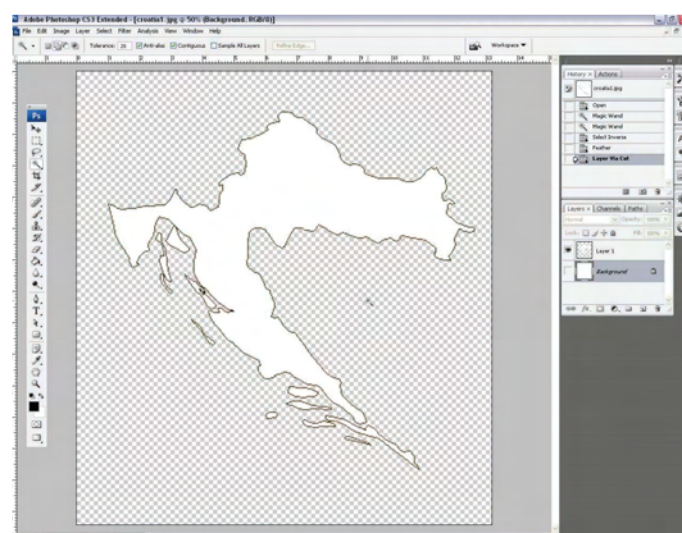 Adobe Photoshop CS3 Extended - [croatia1.jpg @ 50% (Background, RGB/8)]
File Edit Image Layer Select Filter Analysis View Window Help
Tolerance: 20 Anti-alias Contiguous Sample All Layers Refine Edge... Workspace
Ps
History x Actions
croatia1.jpg
Open
Magic Wand
Magic Wand
Select Inverse
Feather
Layer Via Cut
Layers x Channels Paths
Normal Opacity: 100%
Lock: Fill: 100%
Layer 1
Background